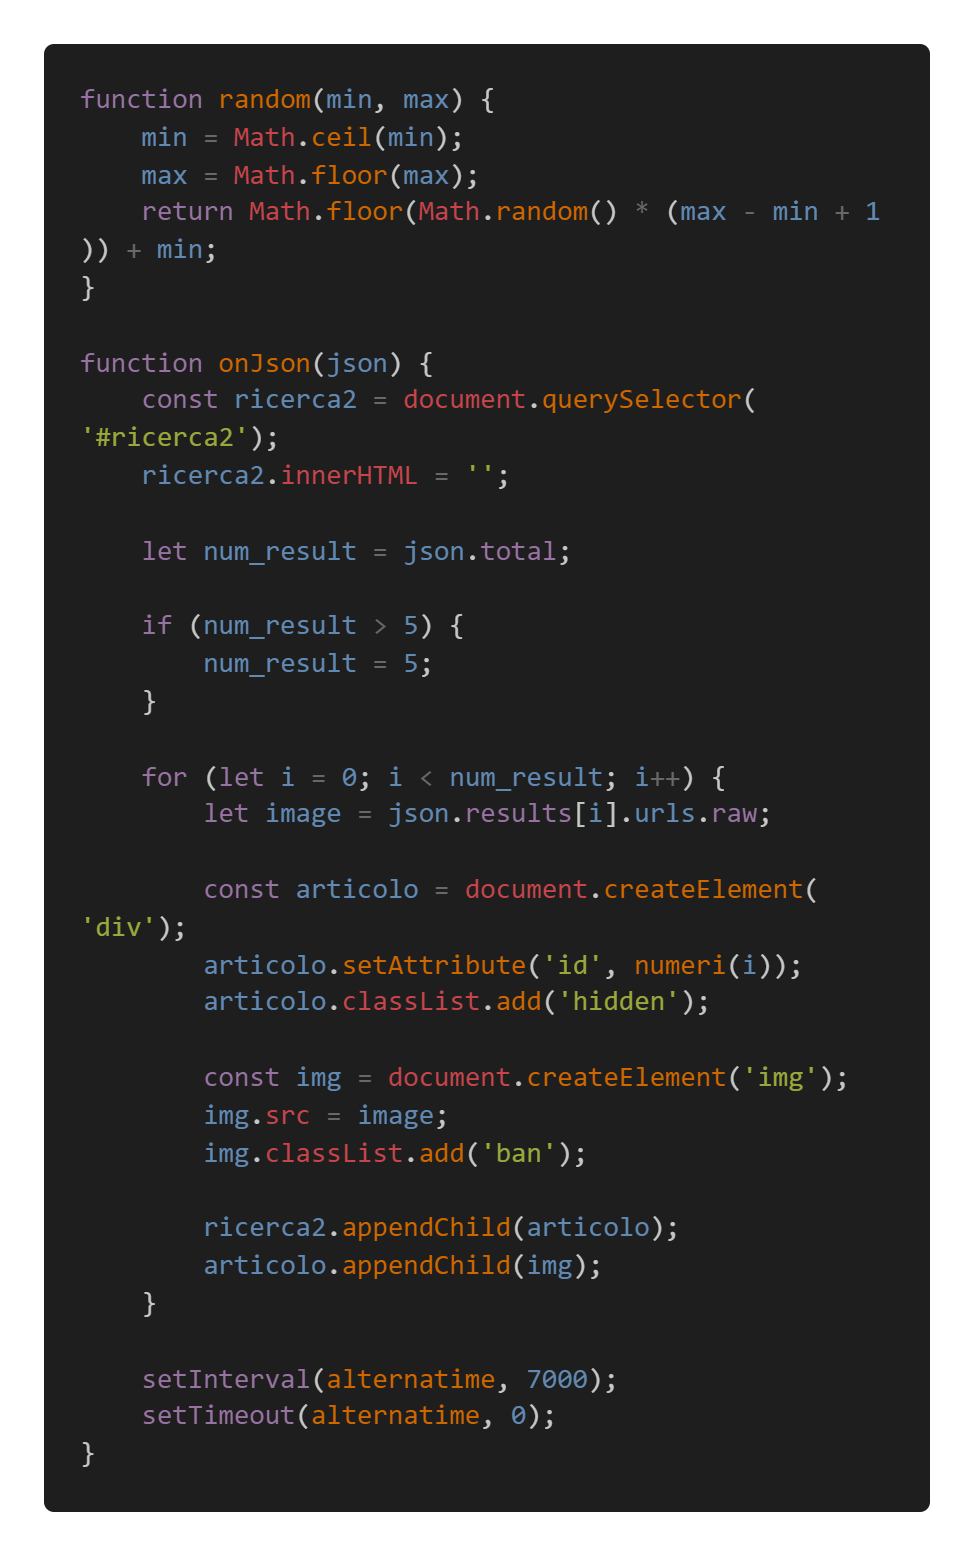 function random(min, max) {
    min = Math.ceil(min);
    max = Math.floor(max);
    return Math.floor(Math.random() * (max - min + 1
)) + min;
}

function onJson(json) {
    const ricerca2 = document.querySelector(
'#ricerca2');
    ricerca2.innerHTML = '';

    let num_result = json.total;

    if (num_result > 5) {
        num_result = 5;
    }

    for (let i = 0; i < num_result; i++) {
        let image = json.results[i].urls.raw;

        const articolo = document.createElement(
'div');
        articolo.setAttribute('id', numeri(i));
        articolo.classList.add('hidden');

        const img = document.createElement('img');
        img.src = image;
        img.classList.add('ban');

        ricerca2.appendChild(articolo);
        articolo.appendChild(img);
    }

    setInterval(alternatime, 7000);
    setTimeout(alternatime, 0);
}